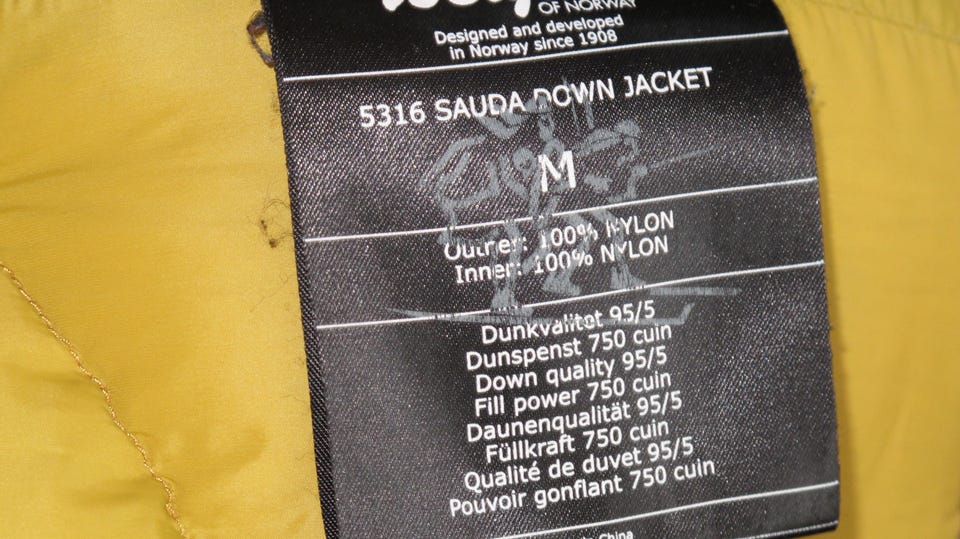 OF NORWAY
Designed and developed
in Norway since 1908
5316 SAUDA DOWN JACKET
M
Outher: 100% NYLON
Inner: 100% NYLON
Dunkvalitet 95/5
Dunspenst 750 cuin
Down quality 95/5
Fill power 750 cuin
Daunenqualität 95/5
Füllkraft 750 cuin
Qualité de duvet 95/5
Pouvoir gonflant 750 cuin
China